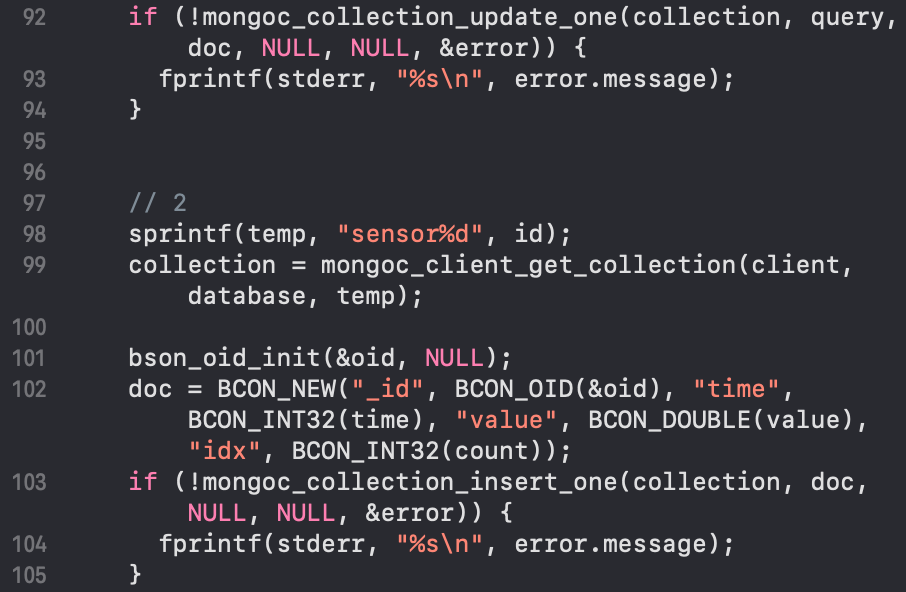 92 if (!mongoc_collection_update_one(collection, query,
doc, NULL, NULL, &error)) {
93 fprintf(stderr, "%s\n", error.message);
94 }
95
96
97 // 2
98 sprintf(temp, "sensor%d", id);
99 collection = mongoc_client_get_collection(client,
database, temp);
100
101 bson_oid_init(&oid, NULL);
102 doc = BCON_NEW("_id", BCON_OID(&oid), "time",
BCON_INT32(time), "value", BCON_DOUBLE(value),
"idx", BCON_INT32(count));
103 if (!mongoc_collection_insert_one(collection, doc,
NULL, NULL, &error)) {
104 fprintf(stderr, "%s\n", error.message);
105 }